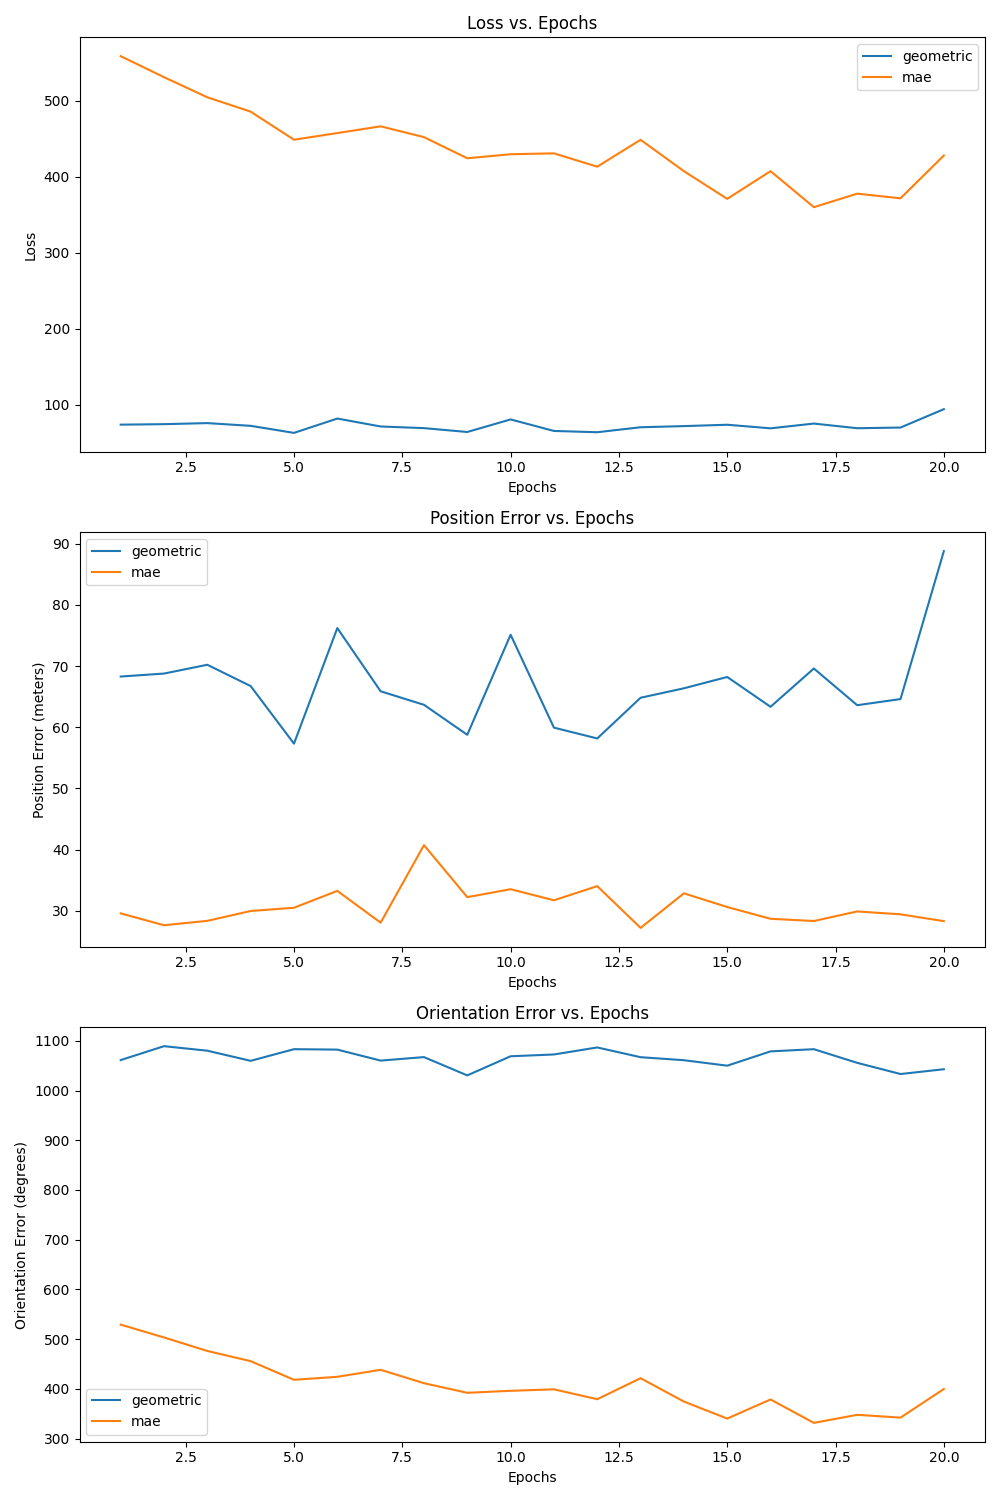 Loss vs. Epochs
geometric
mae
500
400
300
200
100
Loss
2.5 5.0 7.5 10.0 12.5 15.0 17.5 20.0
Epochs
Position Error vs. Epochs
geometric
mae
90
80
70
60
50
40
30
Position Error (meters)
2.5 5.0 7.5 10.0 12.5 15.0 17.5 20.0
Epochs
Orientation Error vs. Epochs
1100
1000
900
800
700
600
500
400
300
Orientation Error (degrees)
geometric
mae
2.5 5.0 7.5 10.0 12.5 15.0 17.5 20.0
Epochs